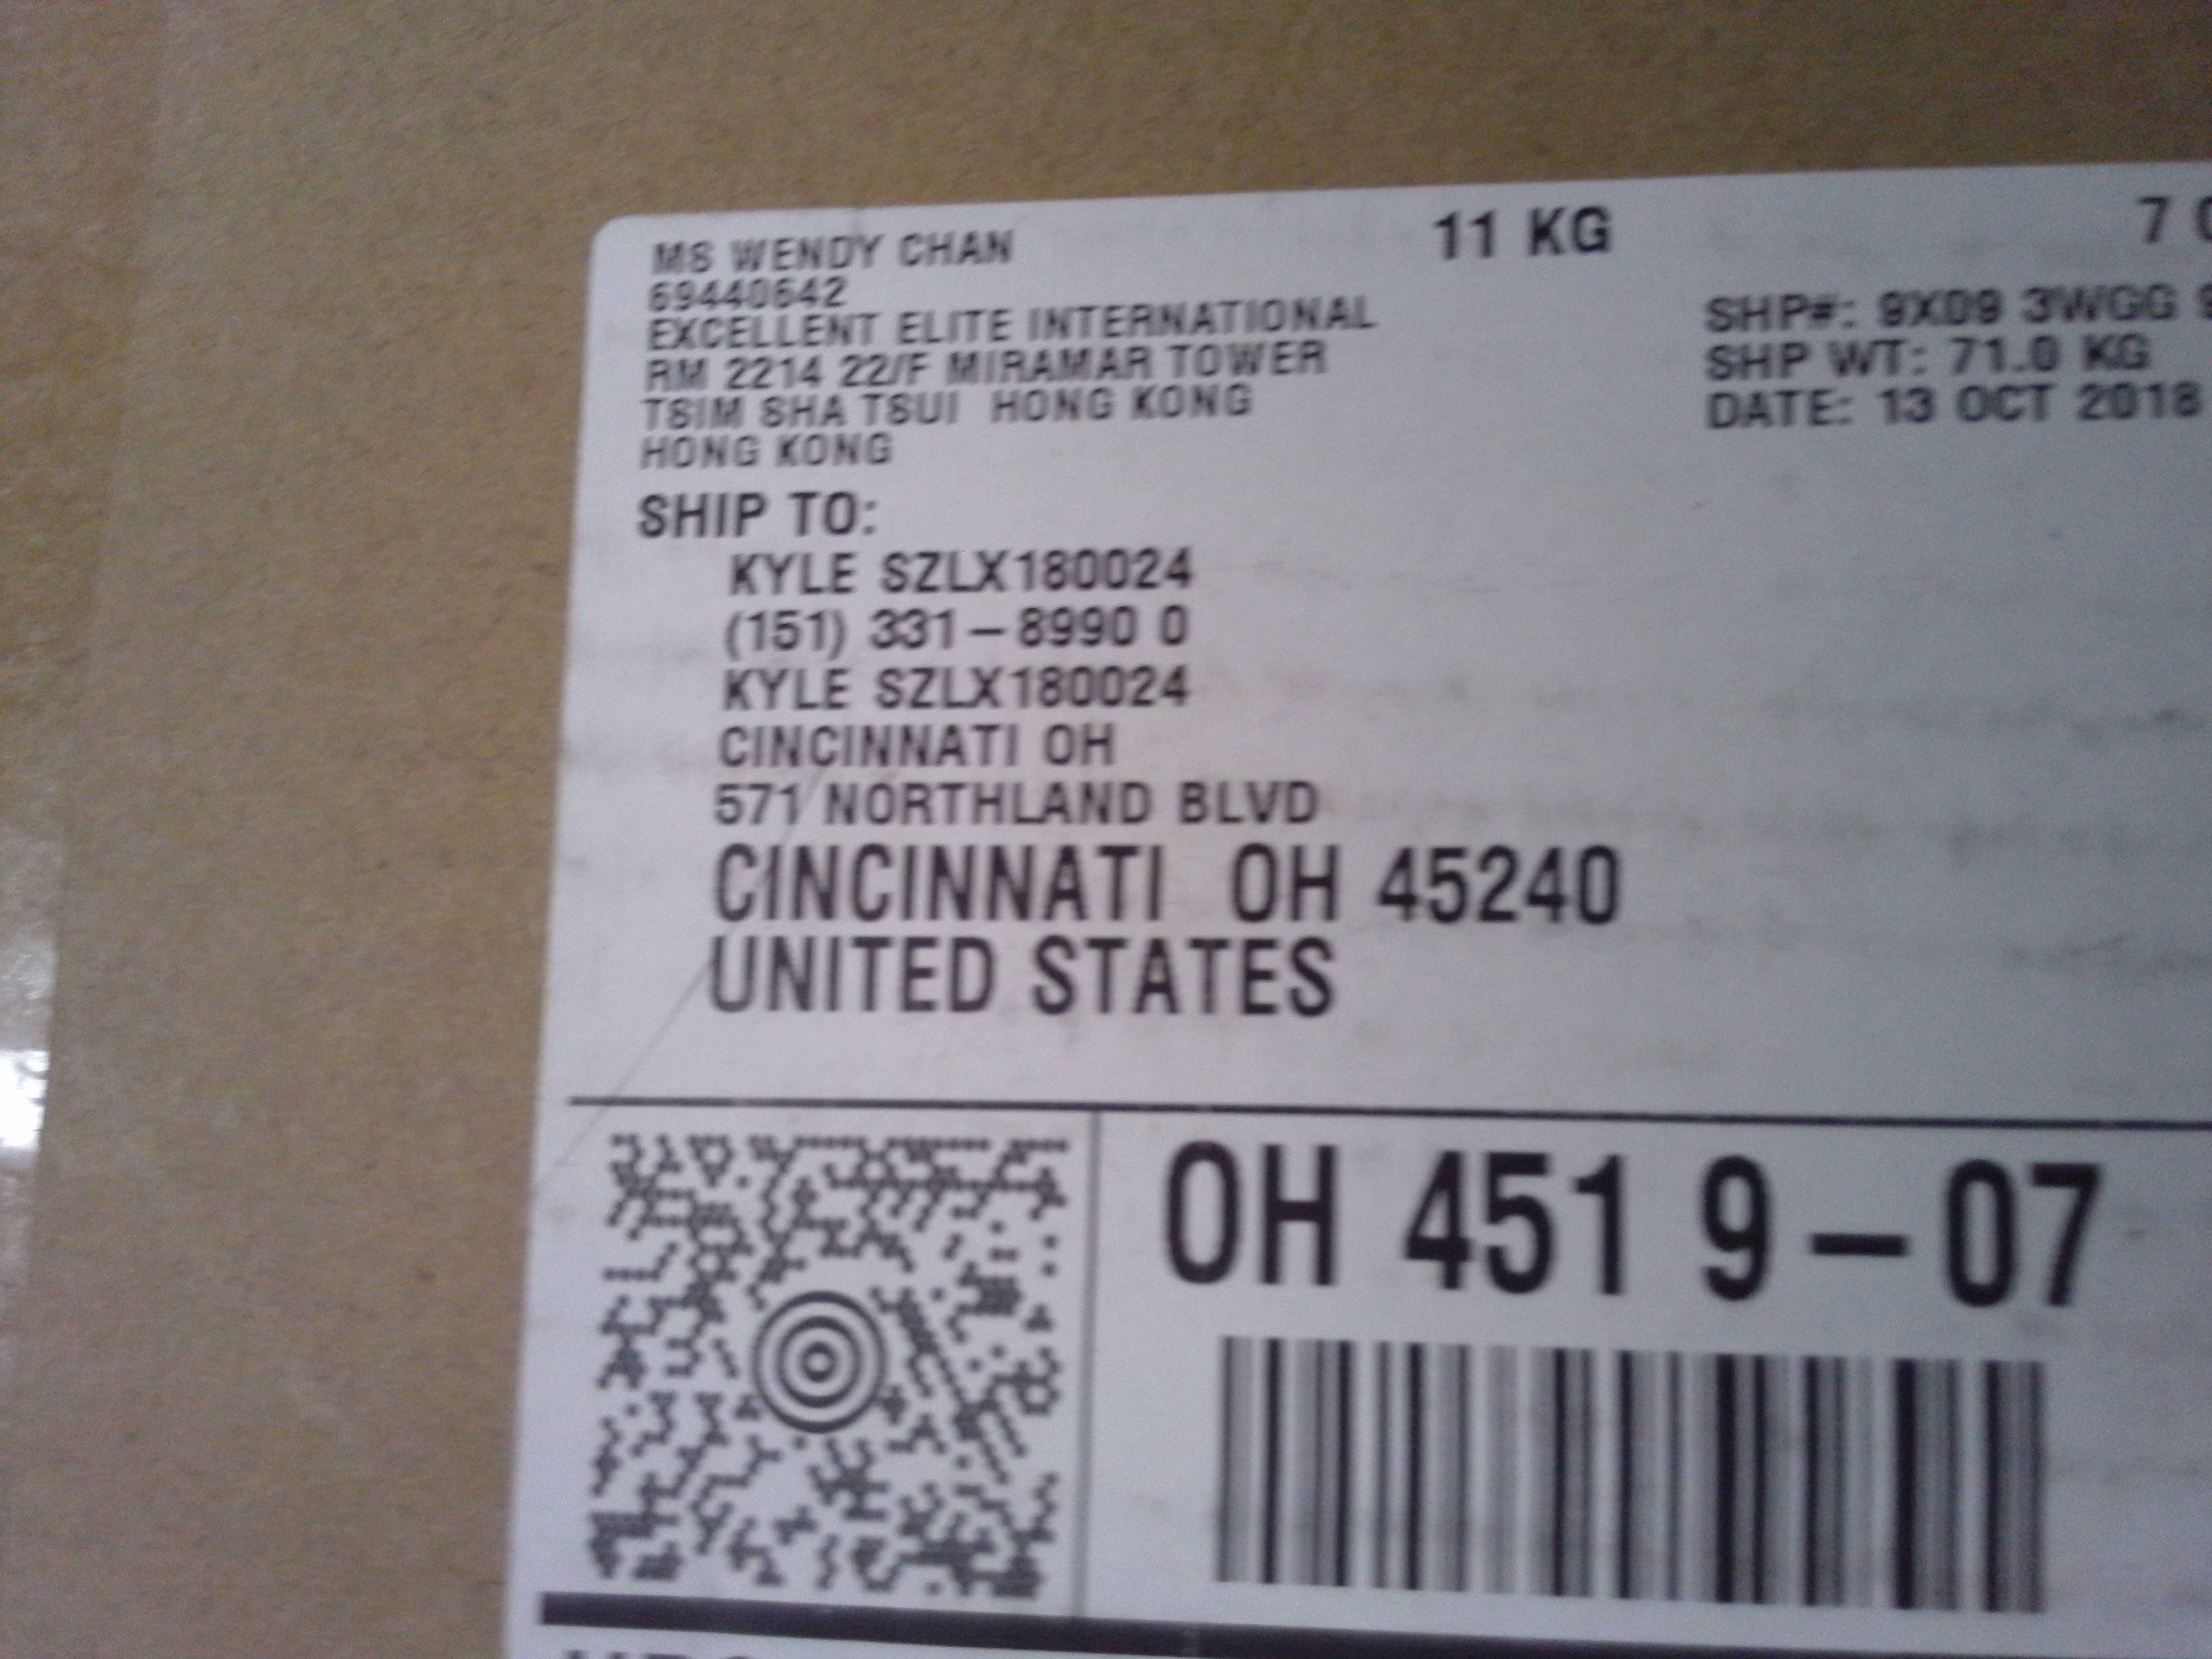 MS WENDY CHAN
69440642
EXCELLENT ELITE INTERNATIONAL
RM 2214 22/F MIRAMAR TOWER
TSIM SHA TSUI HONG KONG
HONG KONG
11 KG
7
SHP#: 9X09 3WGG
SHP WT: 71.0 KG
DATE: 13 OCT 2018
SHIP TO:
KYLE SZLX180024
(151) 331-8990 0
KYLE SZLX180024
CINCINNATI OH
571 NORTHLAND BLVD
CINCINNATI OH 45240
UNITED STATES
OH 451 9-07